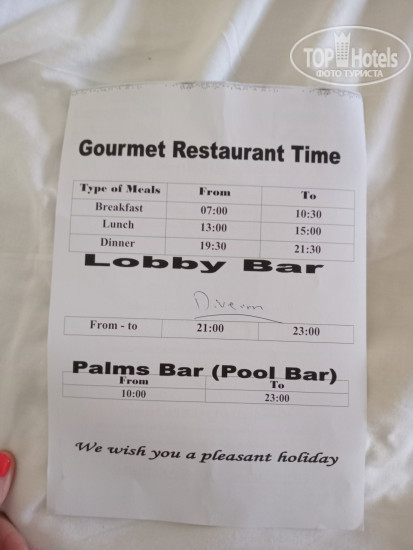 TOP Hotels
ФОТО ТУРИСТА
Gourmet Restaurant Time
Type of Meals From To
Breakfast 07:00 10:30
Lunch 13:00 15:00
Dinner 19:30 21:30
Lobby Bar
From - to 21:00 23:00
Palms Bar (Pool Bar)
From To
10:00 23:00
We wish you a pleasant holiday